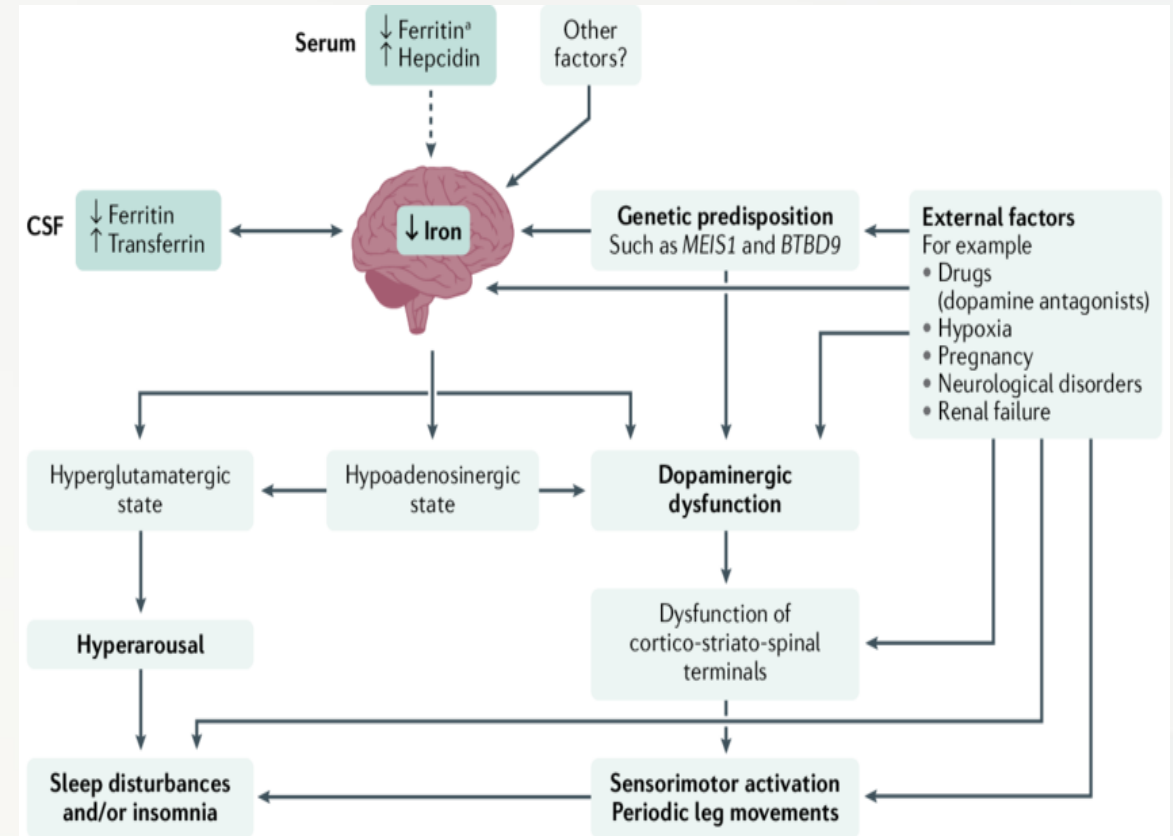 Serum
↓ Ferritinᵃ
↑ Hepcidin
Other
factors?
CSF
↓ Ferritin
↑ Transferrin
↓ Iron
Genetic predisposition
Such as MEIS1 and BTBD9
External factors
For example
• Drugs
(dopamine antagonists)
• Hypoxia
• Pregnancy
• Neurological disorders
• Renal failure
Hyperglutamatergic
state
Hypoadenosinergic
state
Dopaminergic
dysfunction
Hyperarousal
Dysfunction of
cortico-striato-spinal
terminals
Sleep disturbances
and/or insomnia
Sensorimotor activation
Periodic leg movements